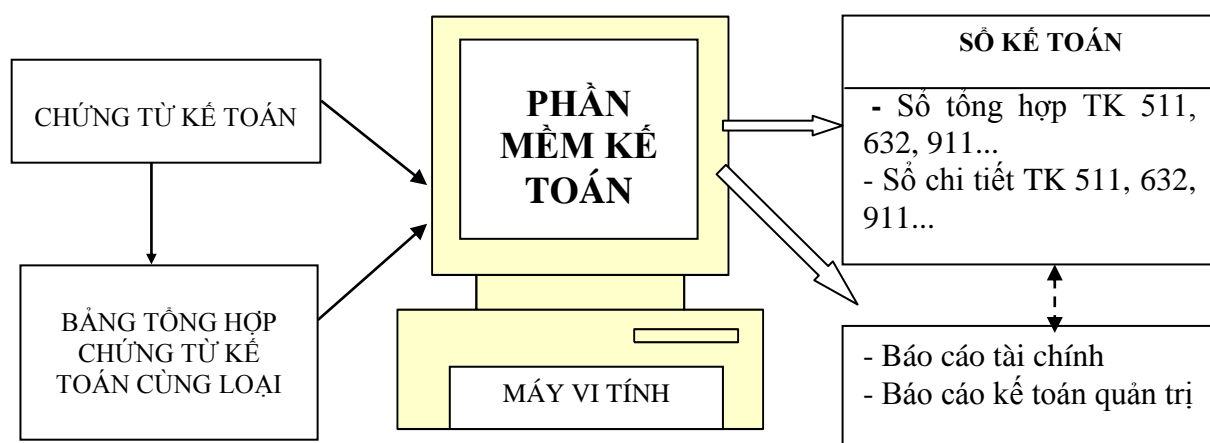 CHỨNG TỪ KẾ TOÁN
BẢNG TỔNG HỢP
CHỨNG TỪ KẾ
TOÁN CÙNG LOẠI
PHẦN
MỀM KẾ
TOÁN
MÁY VI TÍNH
SỔ KẾ TOÁN
- Sổ tổng hợp TK 511,
632, 911...
- Sổ chi tiết TK 511, 632,
911...
- Báo cáo tài chính
- Báo cáo kế toán quản trị